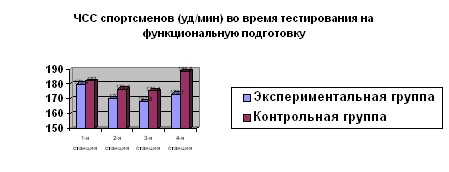 ЧСС спортсменов (уд/мин) во время тестирования на
функциональную подготовку
190
180
170
160
150
1-я станция
2-я станция
3-я станция
4-я станция
Экспериментальная группа
Контрольная группа